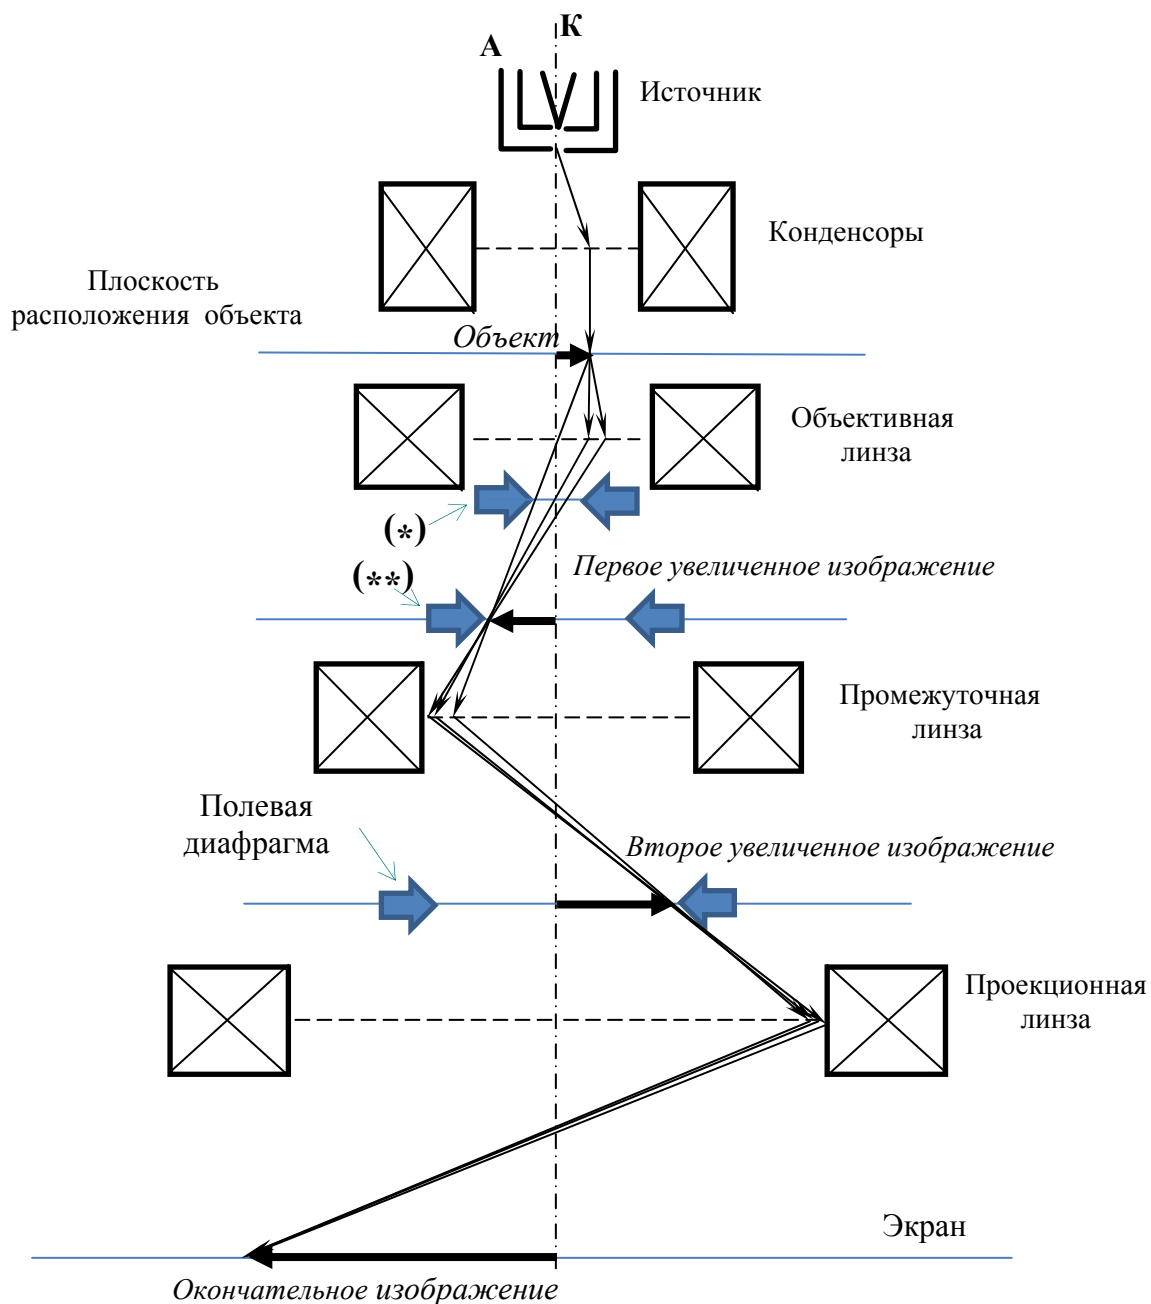 К
А
Источник
Конденсоры
Плоскость
расположения объекта
Объект
Объективная
линза
(*)
(**)
Первое увеличенное изображение
Промежуточная
линза
Полевая
диафрагма
Второе увеличенное изображение
Проекционная
линза
Экран
Окончательное изображение